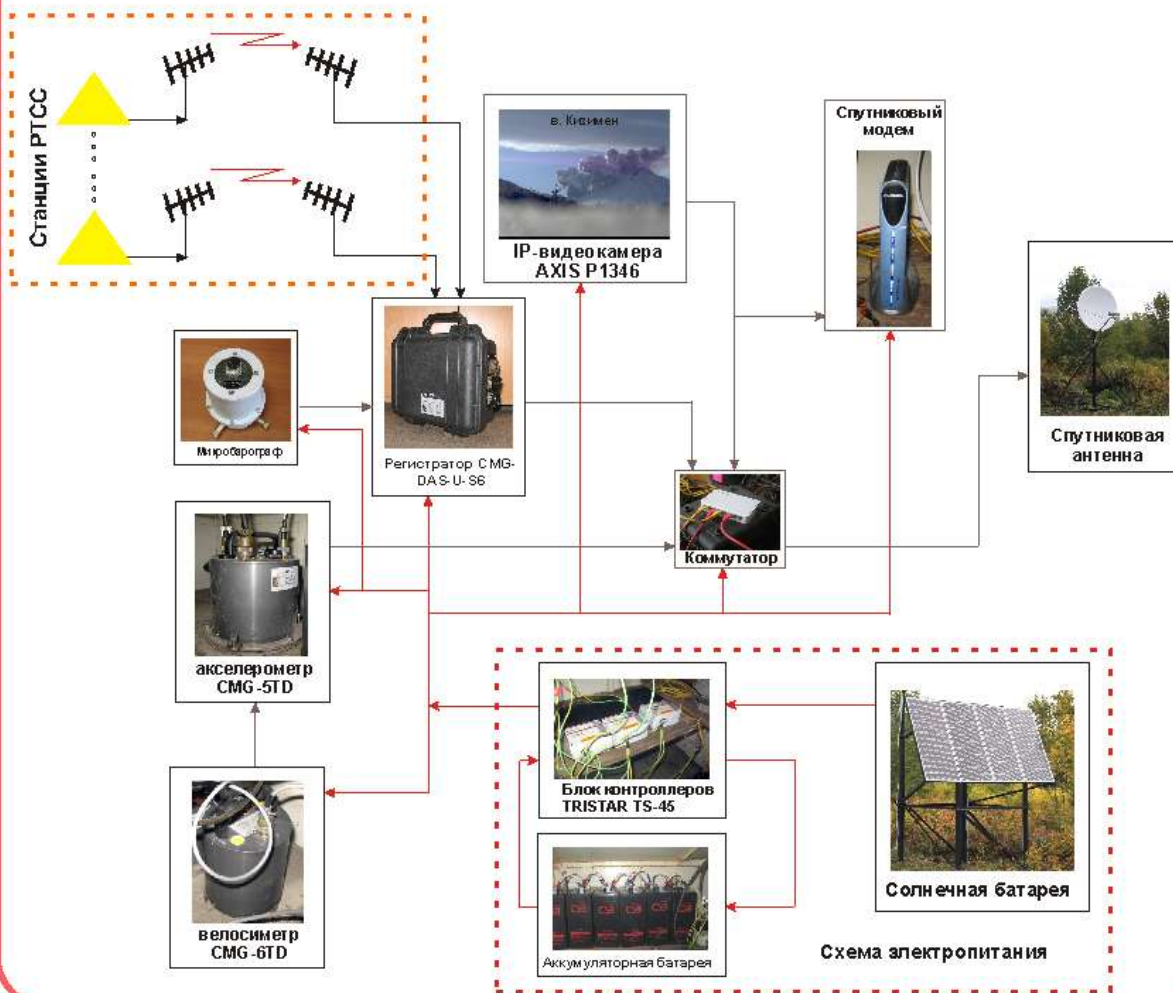 Станции РТСС
в. Кизимен
IP-видеокамера
AXIS P1346
Спутниковый
модем
Спутниковая
антенна
Микробарограф
Регистратор CMG-
DAS-U-S6
Коммутатор
акселерометр
CMG-5TD
велосиметр
CMG-6TD
Блок контроллеров
TRISTAR TS-45
Аккумуляторная батарея
Солнечная батарея
Схема электропитания